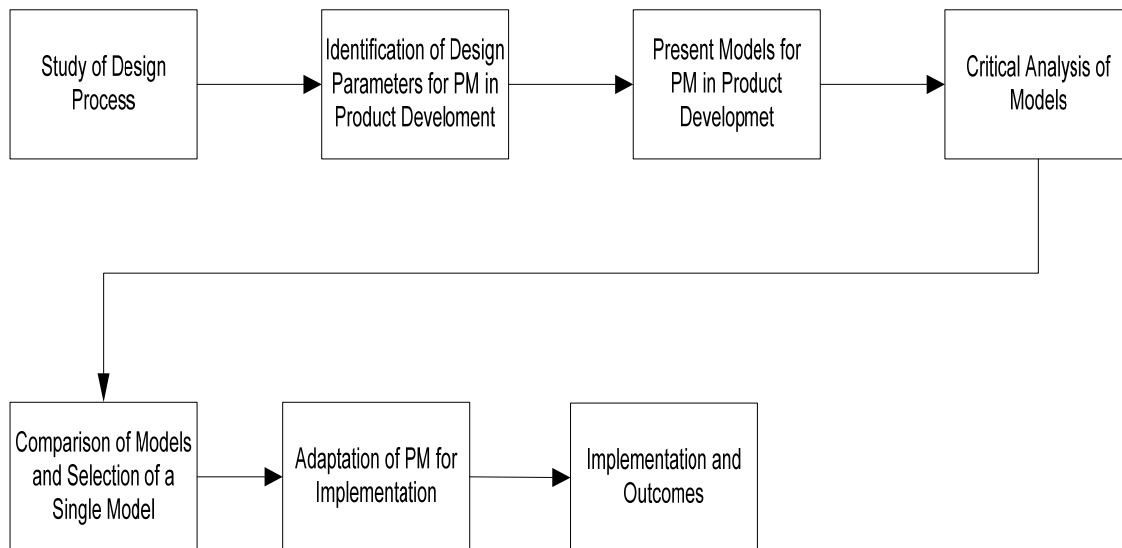 Study of Design
Process
Identification of Design
Parameters for PM in
Product Develoment
Present Models for
PM in Product
Developmet
Critical Analysis of
Models
Comparison of Models
and Selection of a
Single Model
Adaptation of PM for
Implementation
Implementation and
Outcomes